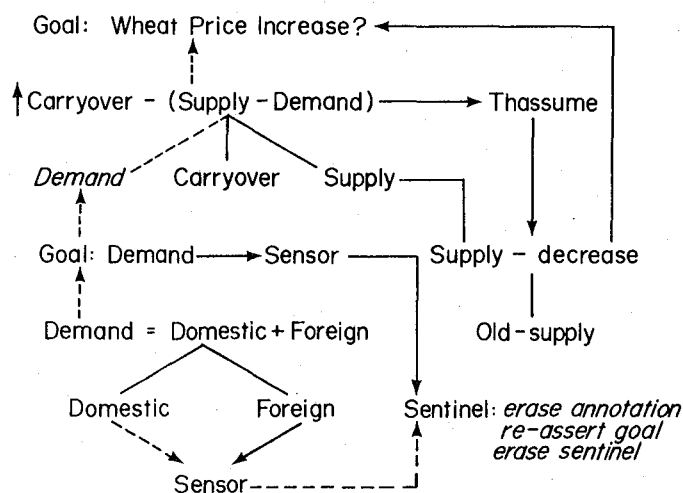 Goal: Wheat Price Increase?
Carryover - (Supply - Demand) Thassume
Demand Carryover Supply
Goal: Demand Sensor Supply - decrease
Demand = Domestic + Foreign Old-supply
Domestic Foreign Sentinel: erase annotation
re-assert goal
erase sentinel
Sensor